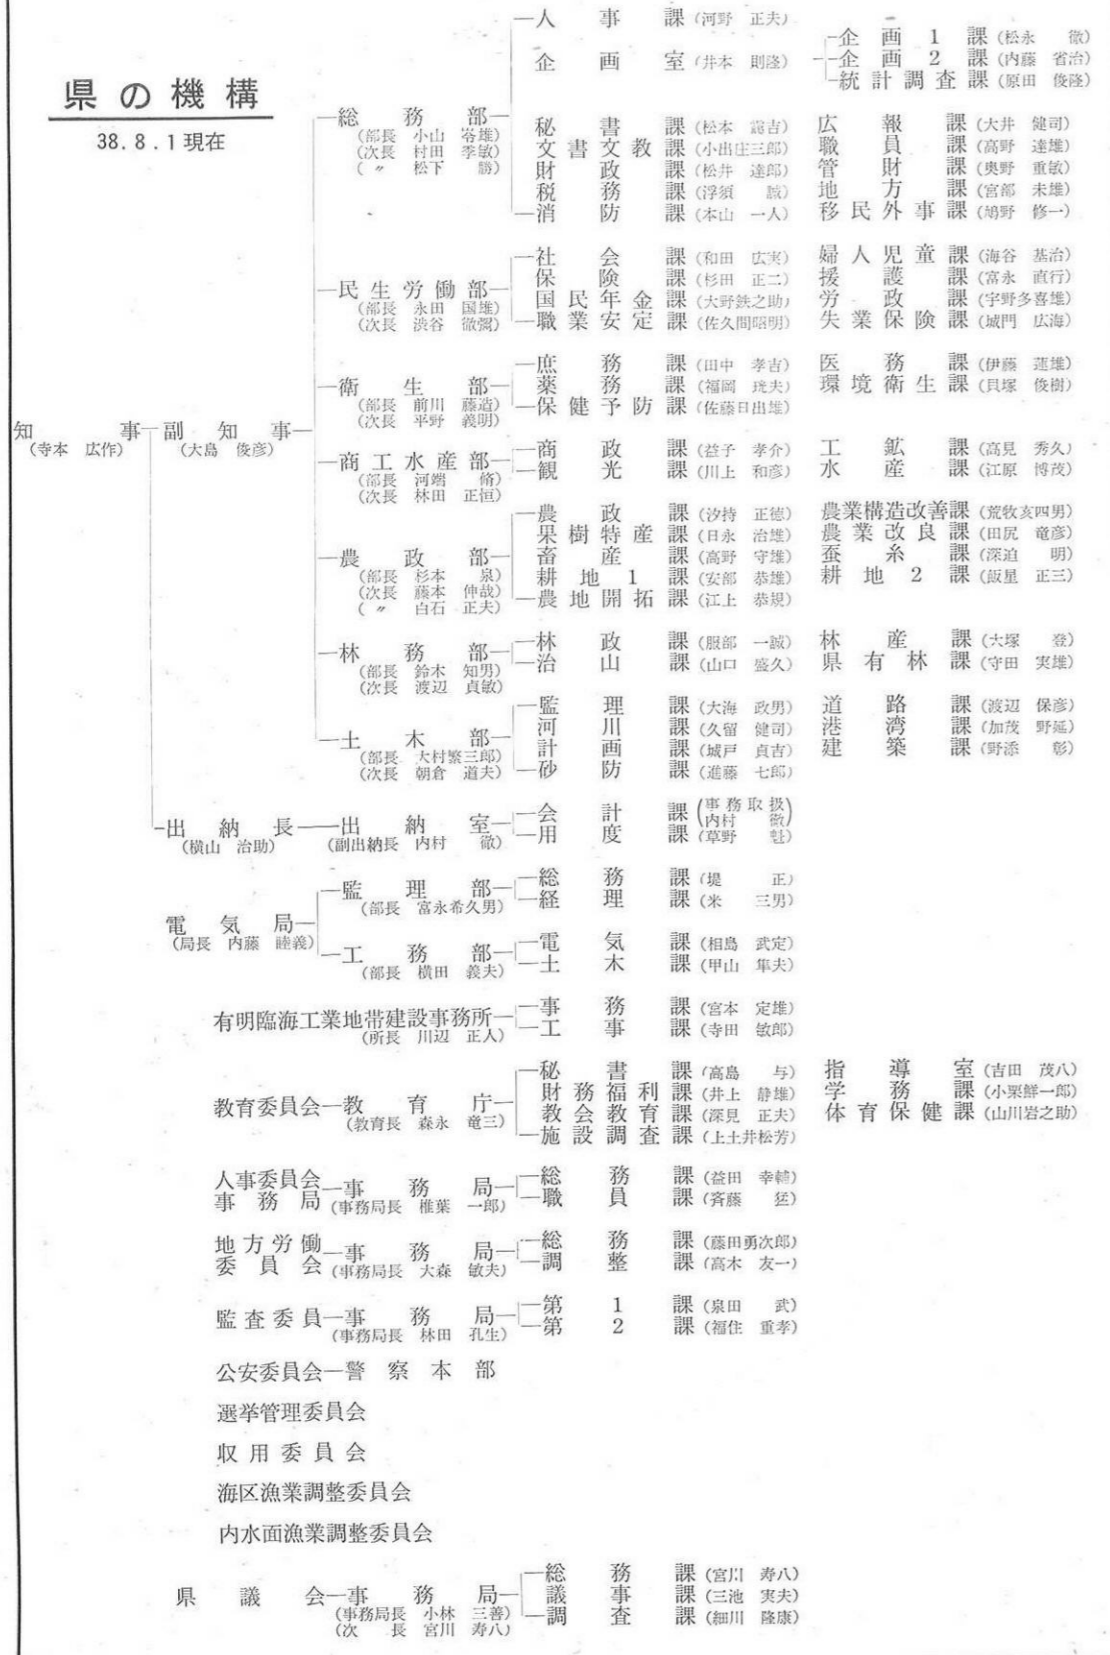 県の機構
38.8.1現在
知事
(寺本 広作)
副知事
(大島 俊彦)
総務部
(部長 小山 岺雄)
(次長 村田 季敏)
(〃 松下 勝)
人事課(河野 正夫)
企画室(井本 則隆)
企画1課(松永 徹)
企画2課(内藤 省治)
統計調査課(原田 俊隆)
秘書課(松本 吉) 広報課(大井 健司)
文書文教課(小出庄三郎) 職員課(高野 達雄)
財政課(松井 達郎) 管財課(奥野 重敏)
税務課(浮須 誠) 地方課(宮部 末雄)
消防課(本山 一人) 移民外事課(鳩野 修一)
民生労働部
(部長 永田 国雄)
(次長 渋谷 徹彌)
社会課(和田 広実) 婦人児童課(海谷 基治)
保険課(杉田 正二) 援護課(富永 直行)
国民年金課(大野鉄之助) 労政課(宇野多喜雄)
職業安定課(佐久間昭明) 失業保険課(城門 広海)
衛生部
(部長 前川 藤造)
(次長 平野 義明)
庶務課(田中 孝吉) 医務課(伊藤 蓮雄)
薬務課(福岡 夫) 環境衛生課(貝塚 俊樹)
保健予防課(佐藤日出雄)
商工水産部
(部長 河端 脩)
(次長 林田 正恒)
商政課(益子 孝介) 工鉱課(高見 秀久)
観光課(川上 和彦) 水産課(江原 博茂)
農政部
(部長 杉本 泉)
(次長 藤本 伸哉)
(〃 白石 正夫)
農政課(汐持 正徳) 農業構造改善課(荒牧亥四男)
果樹特産課(日永 治雄) 農業改良課(田尻 竜彦)
畜産課(高野 守雄) 蚕糸課(深迫 明)
耕地1課(安部 恭雄) 耕地2課(飯星 正三)
農地開拓課(江上 恭規)
林務部
(部長 鈴木 知男)
(次長 渡辺 貞敏)
林政課(服部 一誠) 林産課(大塚 登)
治山課(山口 盛久) 県有林課(守田 実雄)
土木部
(部長 大村繁三郎)
(次長 朝倉 道夫)
監理課(大海 政男) 道路課(渡辺 保彦)
河川課(久留 健司) 港湾課(加茂 野延)
計画課(城戸 貞吉) 建築課(野添 彰)
砂防課(進藤 七郎)
出納長
(横山 治助)
出納室
(副出納長 内村 徹)
会計課(事務取扱 内村 徹)
用度課(草野 魁)
電気局
(局長 内藤 睦義)
監理部
(部長 富永希久男)
総務課(堤 正)
経理課(米 三男)
工務部
(部長 横田 義夫)
電気課(相島 武定)
土木課(甲山 隼夫)
有明臨海工業地帯建設事務所
(所長 川辺 正人)
事務課(宮本 定雄)
工事課(寺田 敏郎)
教育委員会
教育庁
(教育長 森永 竜三)
秘書課(高島 与) 指導室(吉田 茂八)
財務福利課(井上 静雄) 学務課(小栗鮮一郎)
教会教育課(深見 正夫) 体育保健課(山川岩之助)
施設調査課(上土井松芳)
人事委員会
事務局
事務局
(事務局長 椎葉 一郎)
総務課(益田 幸輔)
職員課(斉藤)
地方労働
委員会
事務局
(事務局長 大森 敏夫)
総務課(藤田勇次郎)
調整課(高木 友一)
監査委員
事務局
(事務局長 林田 孔生)
第1課(泉田 武)
第2課(福住 重孝)
公安委員会
警察本部
選挙管理委員会
収用委員会
海区漁業調整委員会
内水面漁業調整委員会
県議会
事務局
(事務局長 小林 三善)
(次長 宮川 寿八)
総務課(宮川 寿八)
議事課(三池 実夫)
調査課(細川 隆康)